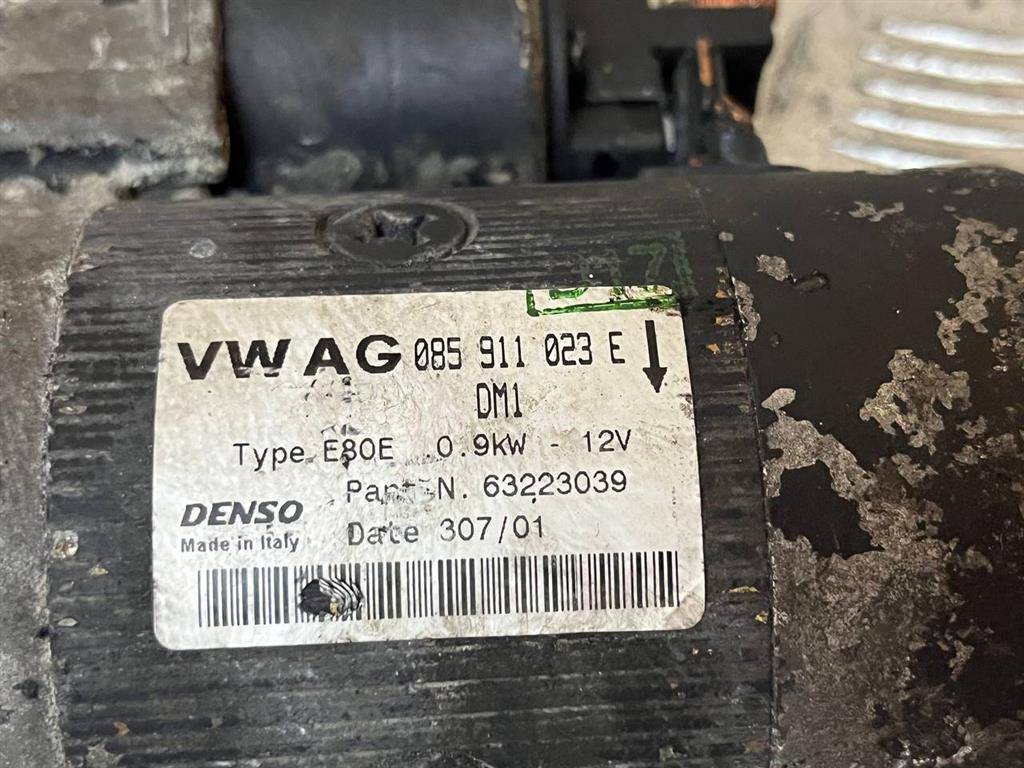 VW AG 085 911 023 E
DM1
Type E80E 0.9KW - 12V
Part N. 63223039
DENSO
Made in Italy
Date 307/01